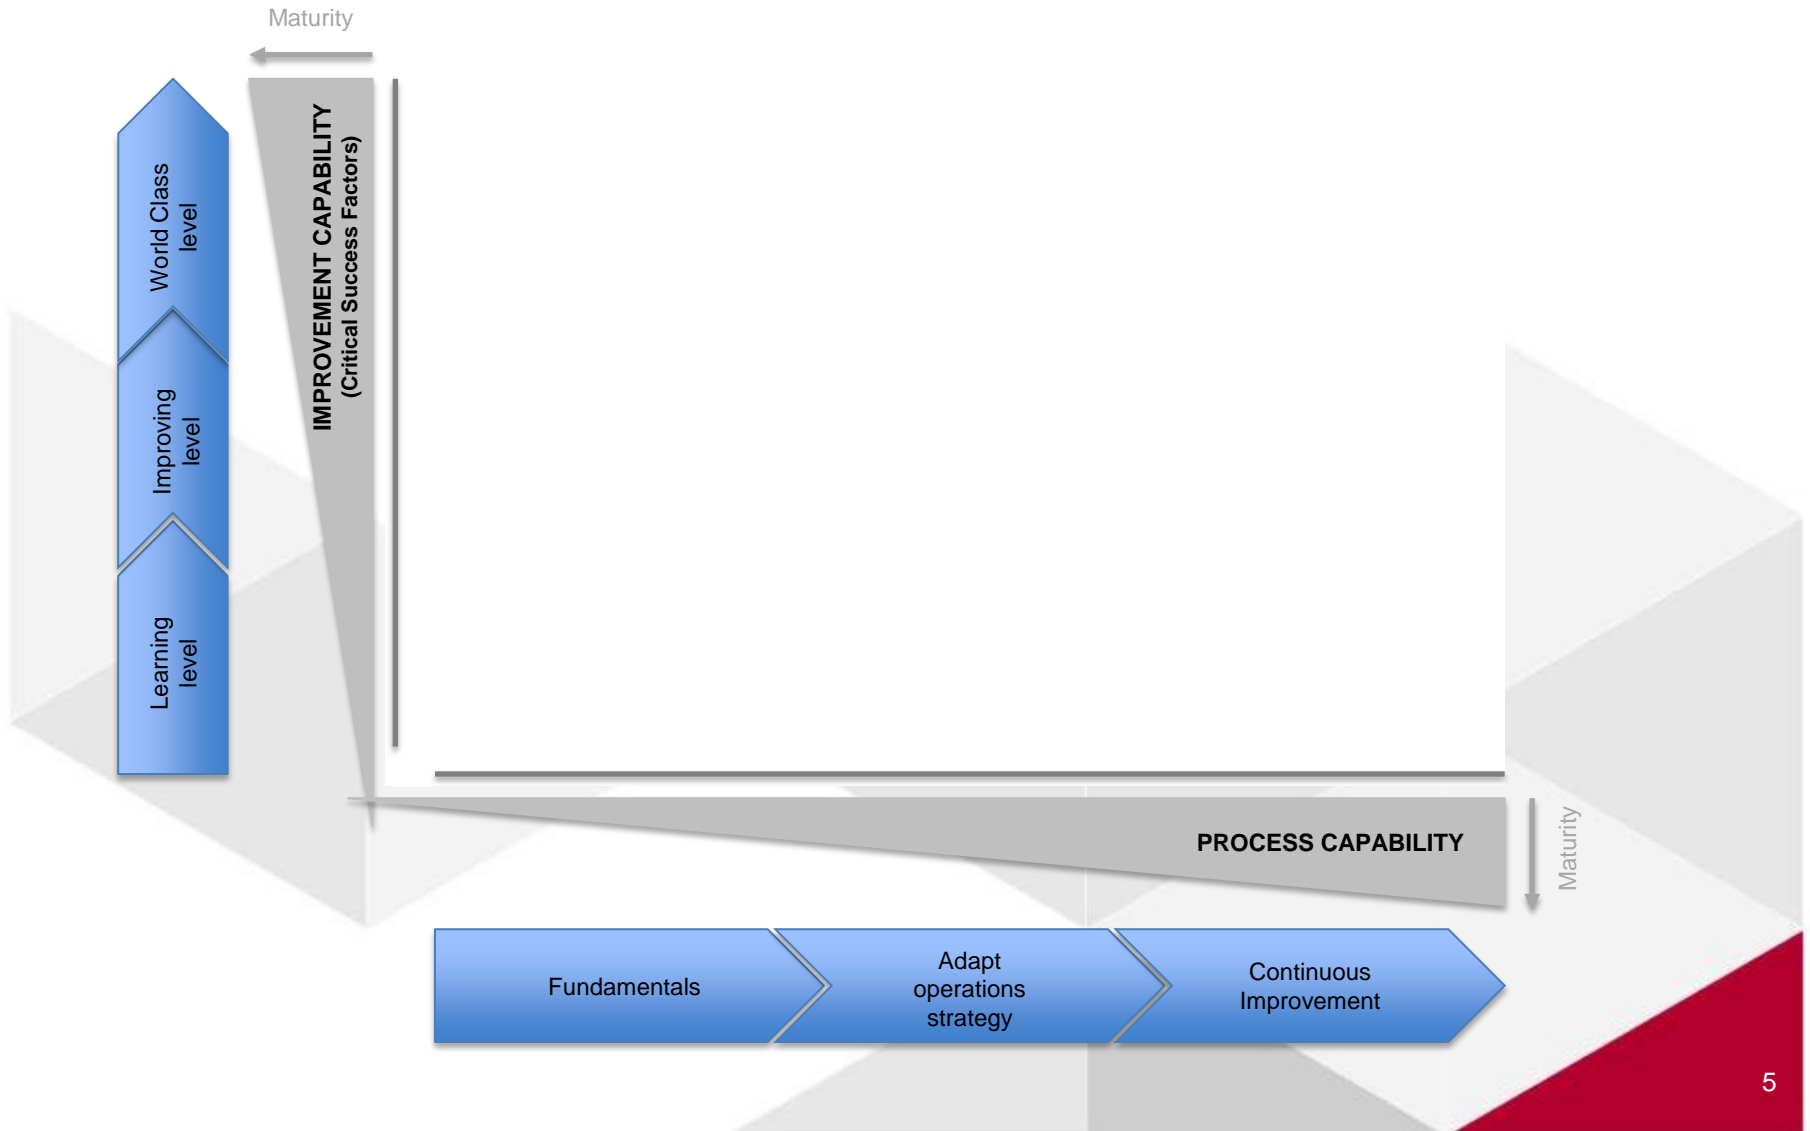 Maturity
World Class
level
IMPROVEMENT CAPABILITY
(Critical Success Factors)
Improving
level
Learning
level
PROCESS CAPABILITY
Maturity
Fundamentals
Adapt
operations
strategy
Continuous
Improvement
5